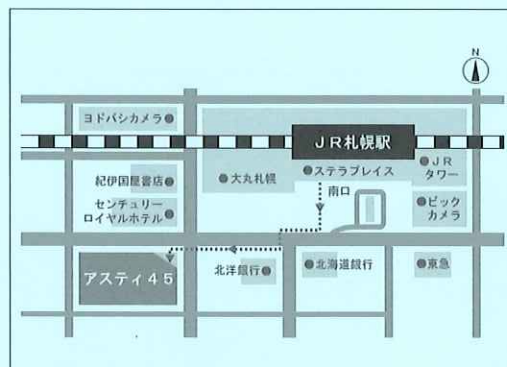 N
ヨドバシカメラ
JR札幌駅
紀伊国屋書店
大丸札幌
ステラプレイス
JR
タワー
センチュリー
ロイヤルホテル
南口
ビック
カメラ
アスティ45
北洋銀行
北海道銀行
東急